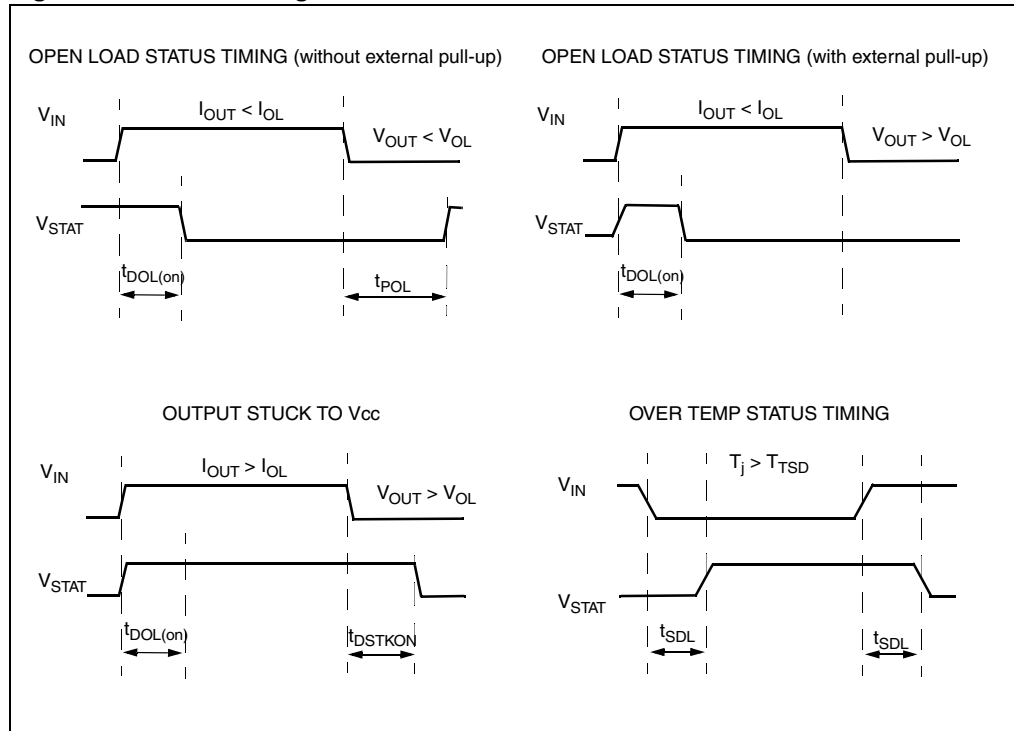 OPEN LOAD STATUS TIMING (without external pull-up)
V_IN
I_OUT < I_OL
V_OUT < V_OL
V_STAT
t_DOL(on)
t_POL
OPEN LOAD STATUS TIMING (with external pull-up)
V_IN
I_OUT < I_OL
V_OUT > V_OL
V_STAT
t_DOL(on)
OUTPUT STUCK TO Vcc
V_IN
I_OUT > I_OL
V_OUT > V_OL
V_STAT
t_DOL(on)
t_DSTKON
OVER TEMP STATUS TIMING
V_IN
T_j > T_TSD
V_STAT
t_SDL
t_SDL